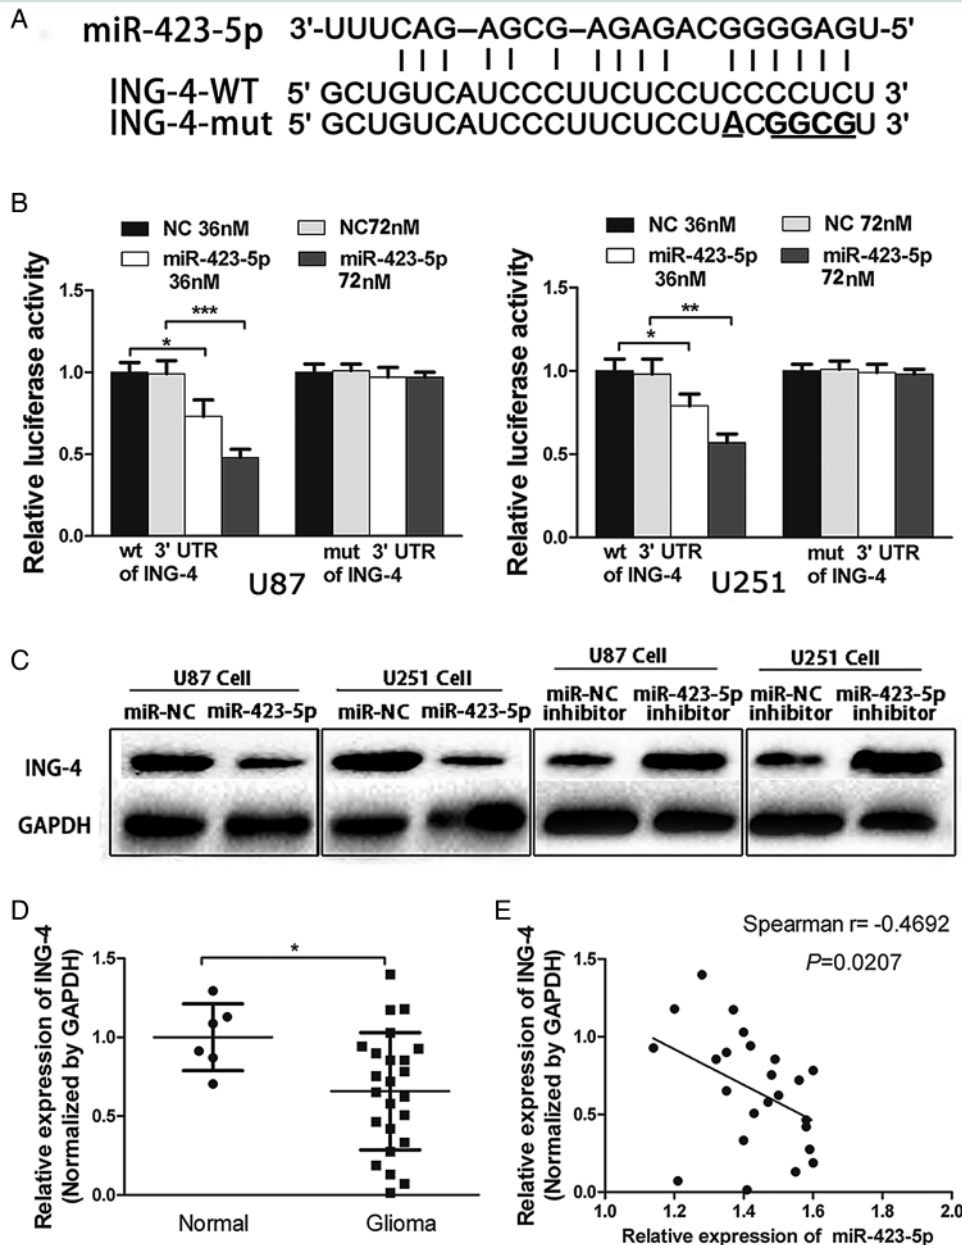 A
miR-423-5p 3'-UUUCAG–AGCG–AGAGACGGGGAGU-5'
ING-4-WT 5' GCUGUCAUCCCUUCUCCUCCCCUCU 3'
ING-4-mut 5' GCUGUCAUCCCUUCUCCUACGGCGU 3'
B
NC 36nM NC72nM
miR-423-5p 36nM miR-423-5p 72nM
Relative luciferase activity
1.5
1.0
0.5
0.0
*
***
wt 3' UTR of ING-4
mut 3' UTR of ING-4
U87
NC 36nM NC 72nM
miR-423-5p 36nM miR-423-5p 72nM
Relative luciferase activity
1.5
1.0
0.5
0.0
*
**
wt 3' UTR of ING-4
mut 3' UTR of ING-4
U251
C
U87 Cell U251 Cell U87 Cell U251 Cell
miR-NC miR-423-5p miR-NC miR-423-5p miR-NC inhibitor miR-423-5p inhibitor miR-NC inhibitor miR-423-5p inhibitor
ING-4
GAPDH
D
Relative expression of ING-4
(Normalized by GAPDH)
1.5
1.0
0.5
0.0
*
Normal Glioma
E
Spearman r= -0.4692
P=0.0207
Relative expression of ING-4
(Normalized by GAPDH)
1.5
1.0
0.5
0.0
1.0 1.2 1.4 1.6 1.8 2.0
Relative expression of miR-423-5p